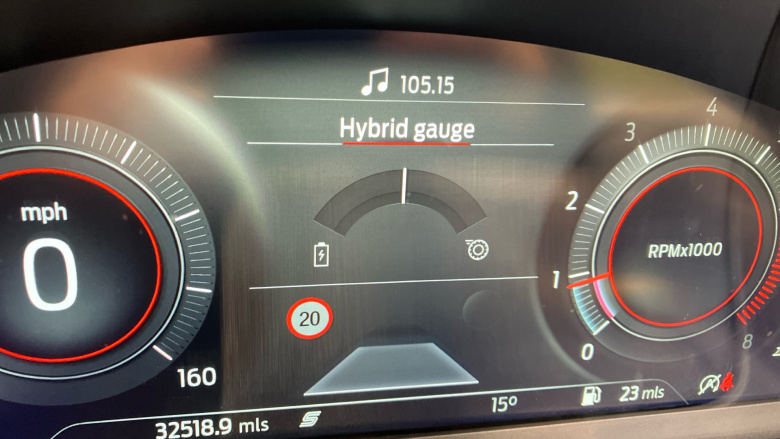 105.15
Hybrid gauge
mph
0
160
20
4
3
2
1
0
8
RPMx1000
32518.9 mls
15º
23 mls